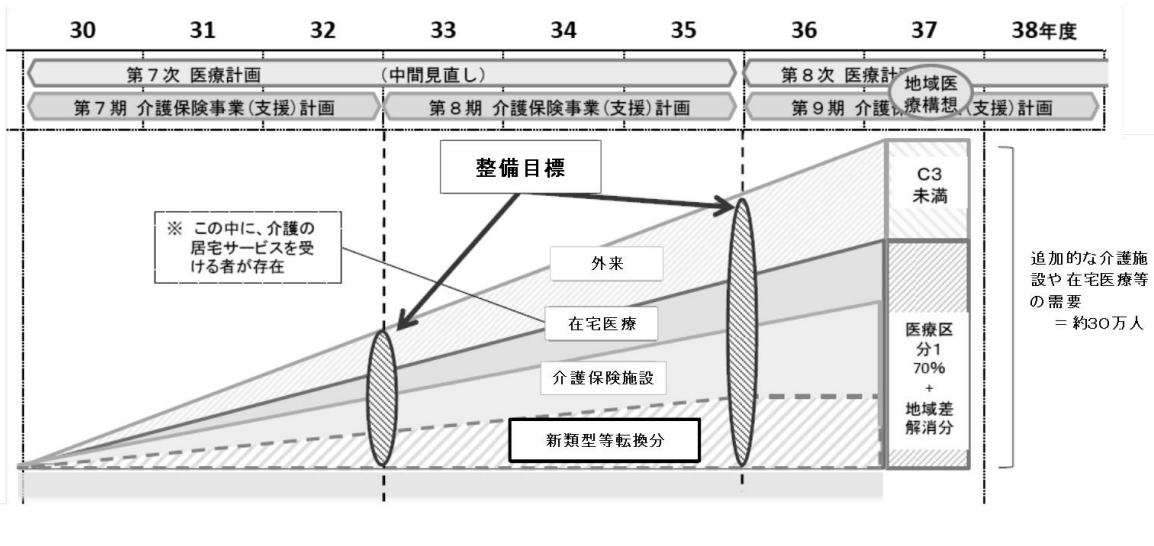 30 31 32 33 34 35 36 37 38年度
第７次 医療計画 （中間見直し） 第８次 医療計
地域医
療構想
第７期 介護保険事業（支援）計画 第８期 介護保険事業（支援）計画 第９期 介護 （支援）計画
整備目標
C3
未満
※ この中に、介護の
居宅サービスを受
ける者が存在
外来
在宅医療
介護保険施設
新類型等転換分
医療区
分1
70%
+
地域差
解消分
追加的な介護施
設や在宅医療等
の需要
＝約30万人